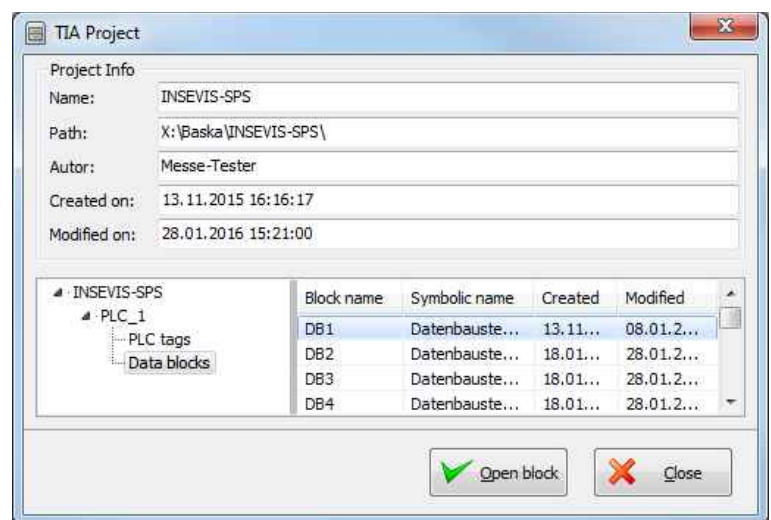 TIA Project
Project Info
Name: INSEVIS-SPS
Path: X:\Baska\INSEVIS-SPS\
Autor: Messe-Tester
Created on: 13.11.2015 16:16:17
Modified on: 28.01.2016 15:21:00
INSEVIS-SPS
PLC_1
PLC tags
Data blocks
Block name Symbolic name Created Modified
DB1 Datenbauste... 13.11... 08.01.2...
DB2 Datenbauste... 18.01... 28.01.2...
DB3 Datenbauste... 18.01... 28.01.2...
DB4 Datenbauste... 18.01... 28.01.2...
Open block Close